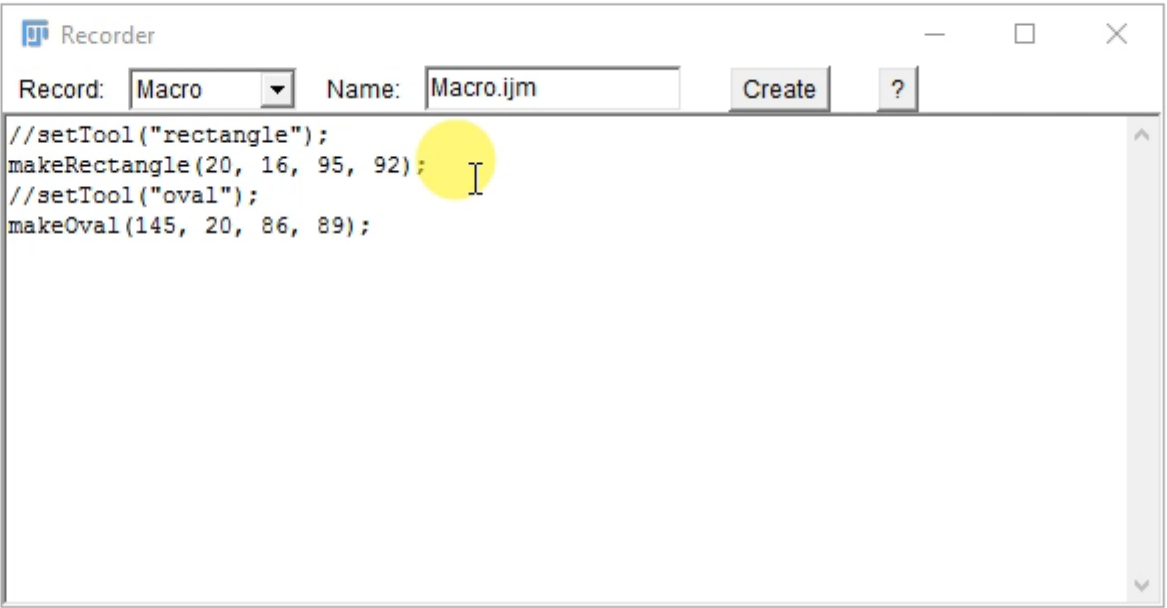 Recorder
Record: Macro Name: Macro.ijm Create ?
//setTool("rectangle");
makeRectangle(20, 16, 95, 92);
//setTool("oval");
makeOval(145, 20, 86, 89);